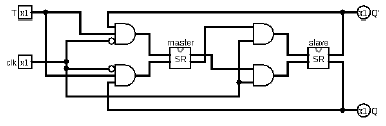 T x1
Q'
master
slave
clk x1
SR
SR
Q